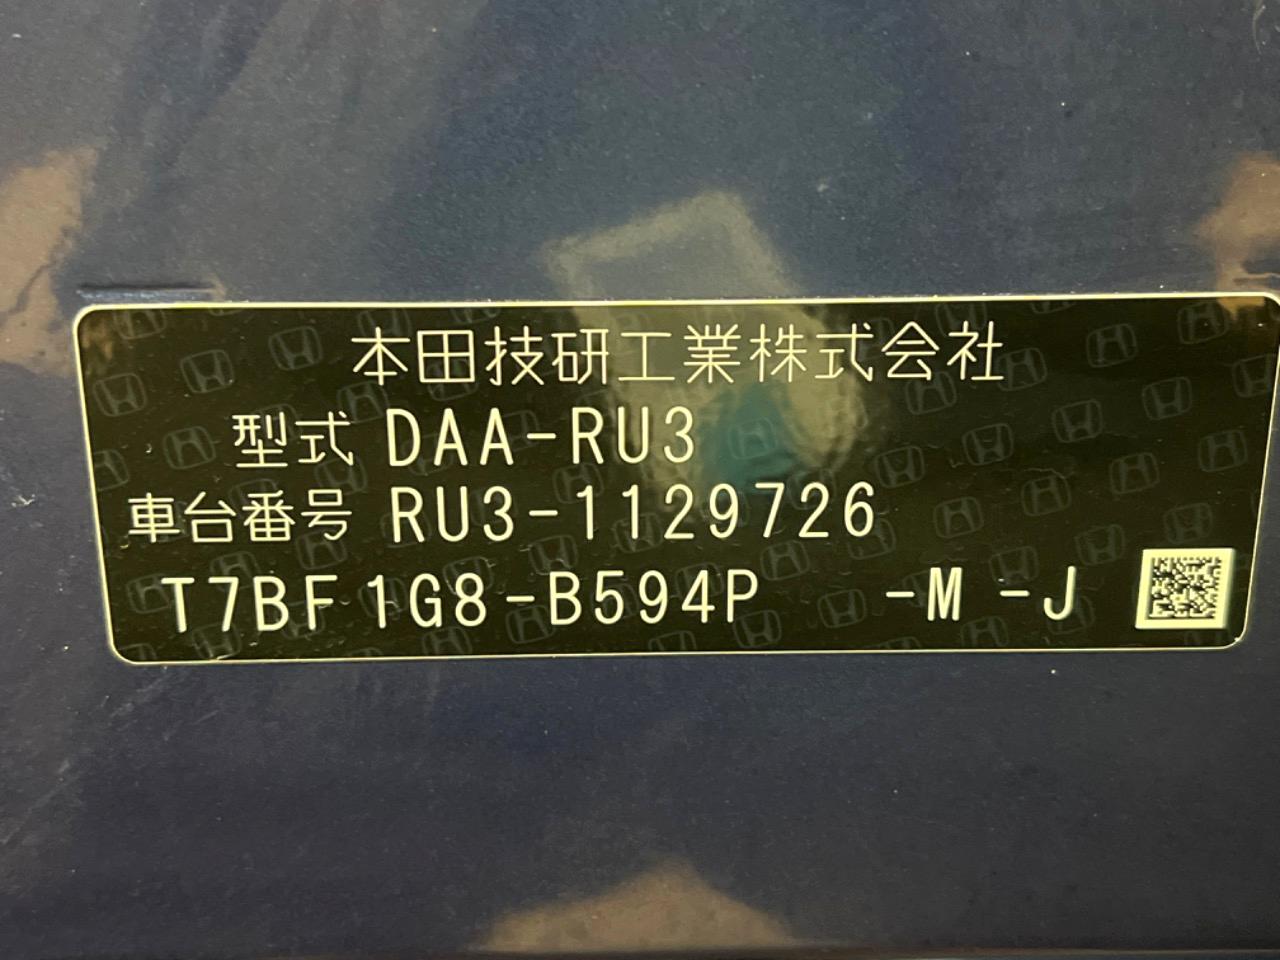 本田技研工業株式会社
型式 DAA-RU3
車台番号 RU3-1129726
T7BF1G8-B594P -M -J